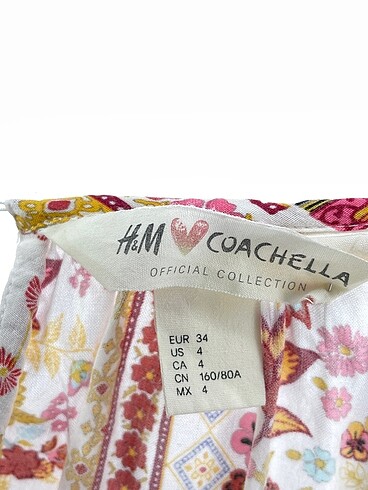 H&M COACHELLA
OFFICIAL COLLECTION
EUR 34
US 4
CA 4
CN 160/80A
MX 4